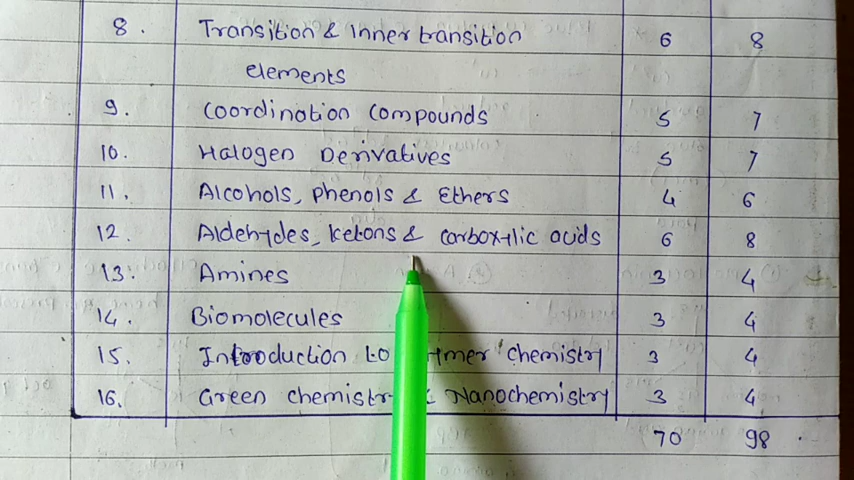 8. Transition & Inner transition 6 8
elements
9. Coordination Compounds 5 7
10. Halogen Derivatives 5 7
11. Alcohols, Phenols & Ethers 4 6
12. Aldehydes, Ketons & carboxylic acids 6 8
13. Amines 3 4
14. Biomolecules 3 4
15. Introduction to chemistry 3 4
16. Green chemistry Nanochemistry 3 4
70 98